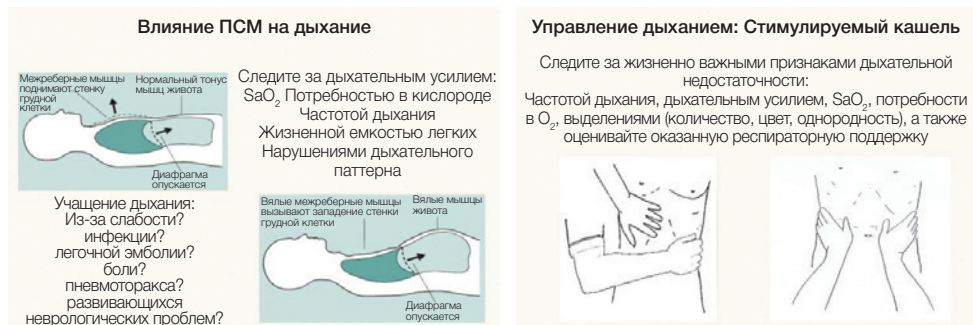 Влияние ПСМ на дыхание
Межреберные мышцы
поднимают стенку
грудной
клетки
Нормальный тонус
мышц живота
Диафрагма
опускается
Следите за дыхательным усилием:
SaO₂ Потребностью в кислороде
Частотой дыхания
Жизненной емкостью легких
Нарушениями дыхательного
паттерна
Учащение дыхания:
Из-за слабости?
инфекции?
легочной эмболии?
боли?
пневмоторакса?
развивающихся
неврологических проблем?
Вялые межреберные мышцы
вызывают западение стенки
грудной клетки
Вялые мышцы
живота
Диафрагма
опускается
Управление дыханием: Стимулируемый кашель
Следите за жизненно важными признаками дыхательной
недостаточности:
Частотой дыхания, дыхательным усилием, SaO₂, потребности
в O₂, выделениями (количество, цвет, однородность), а также
оценивайте оказанную респираторную поддержку